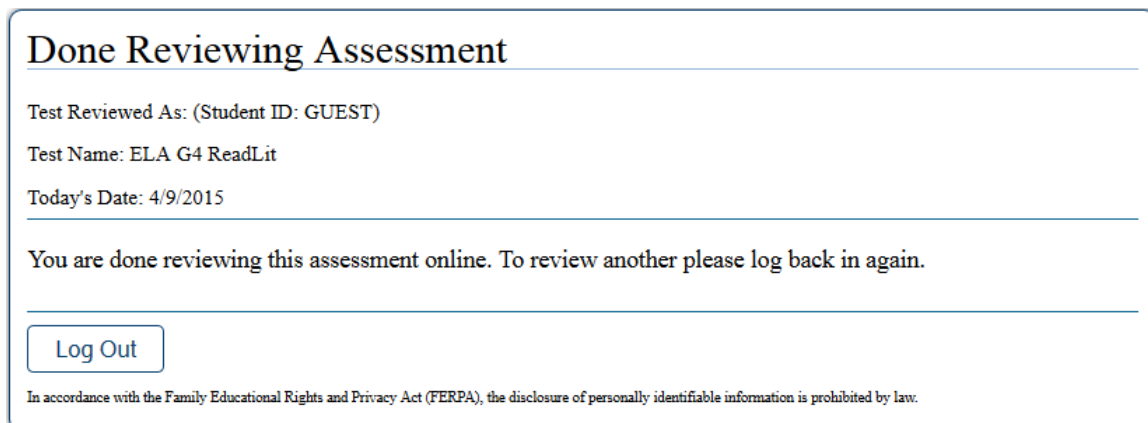 Done Reviewing Assessment
Test Reviewed As: (Student ID: GUEST)
Test Name: ELA G4 ReadLit
Today's Date: 4/9/2015
You are done reviewing this assessment online. To review another please log back in again.
Log Out
In accordance with the Family Educational Rights and Privacy Act (FERPA), the disclosure of personally identifiable information is prohibited by law.